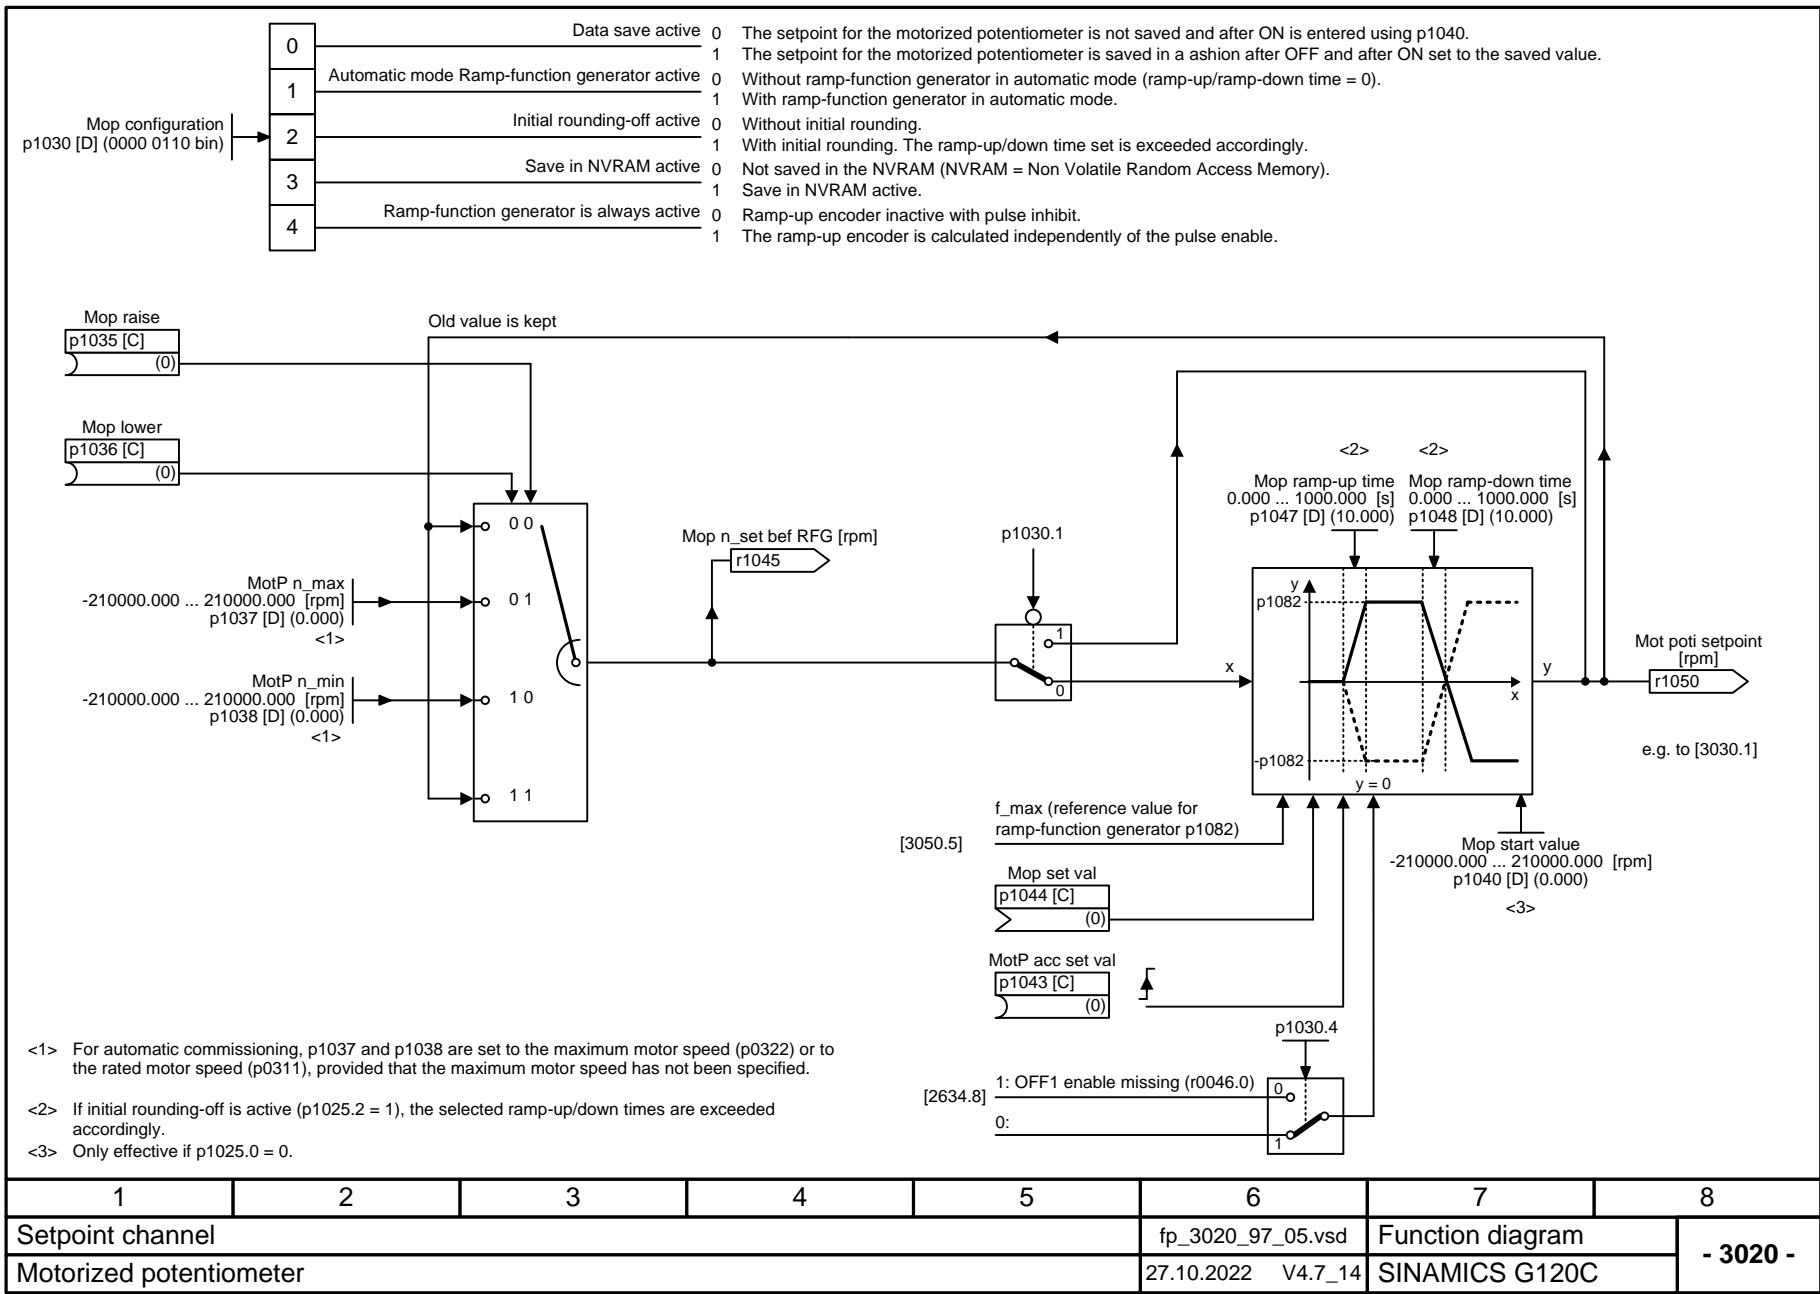 0
Data save active
0 The setpoint for the motorized potentiometer is not saved and after ON is entered using p1040.
1 The setpoint for the motorized potentiometer is saved in a ashion after OFF and after ON set to the saved value.
1
Automatic mode Ramp-function generator active
0 Without ramp-function generator in automatic mode (ramp-up/ramp-down time = 0).
1 With ramp-function generator in automatic mode.
Mop configuration
p1030 [D] (0000 0110 bin)
2
Initial rounding-off active
0 Without initial rounding.
1 With initial rounding. The ramp-up/down time set is exceeded accordingly.
3
Save in NVRAM active
0 Not saved in the NVRAM (NVRAM = Non Volatile Random Access Memory).
1 Save in NVRAM active.
4
Ramp-function generator is always active
0 Ramp-up encoder inactive with pulse inhibit.
1 The ramp-up encoder is calculated independently of the pulse enable.
Mop raise
p1035 [C]
(0)
Old value is kept
Mop lower
p1036 [C]
(0)
0 0
0 1
1 0
1 1
MotP n_max
-210000.000 ... 210000.000 [rpm]
p1037 [D] (0.000)
<1>
MotP n_min
-210000.000 ... 210000.000 [rpm]
p1038 [D] (0.000)
<1>
Mop n_set bef RFG [rpm]
r1045
p1030.1
1
0
<2>
Mop ramp-up time
0.000 ... 1000.000 [s]
p1047 [D] (10.000)
<2>
Mop ramp-down time
0.000 ... 1000.000 [s]
p1048 [D] (10.000)
x
y
p1082
x
-p1082
y = 0
y
Mot poti setpoint
[rpm]
r1050
e.g. to [3030.1]
f_max (reference value for
ramp-function generator p1082)
[3050.5]
Mop start value
-210000.000 ... 210000.000 [rpm]
p1040 [D] (0.000)
<3>
Mop set val
p1044 [C]
(0)
MotP acc set val
p1043 [C]
(0)
p1030.4
[2634.8]
1: OFF1 enable missing (r0046.0)
0:
0
1
<1> For automatic commissioning, p1037 and p1038 are set to the maximum motor speed (p0322) or to
the rated motor speed (p0311), provided that the maximum motor speed has not been specified.
<2> If initial rounding-off is active (p1025.2 = 1), the selected ramp-up/down times are exceeded
accordingly.
<3> Only effective if p1025.0 = 0.
1 2 3 4 5 6 7 8
Setpoint channel
fp_3020_97_05.vsd
Function diagram
- 3020 -
Motorized potentiometer
27.10.2022 V4.7_14
SINAMICS G120C